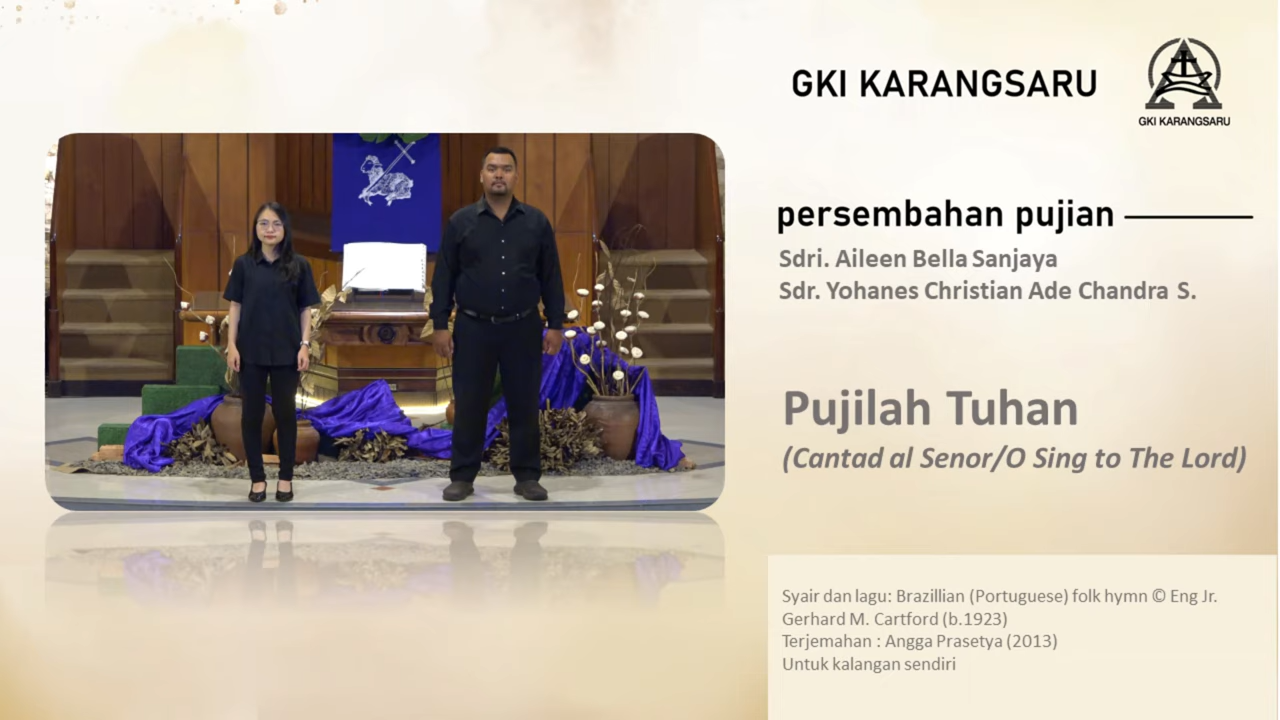 GKI KARANGSARU
GKI KARANGSARU
persembahan pujian
Sdri. Aileen Bella Sanjaya
Sdr. Yohanes Christian Ade Chandra S.
Pujilah Tuhan
(Cantad al Senor/O Sing to The Lord)
Syair dan lagu: Brazillian (Portuguese) folk hymn © Eng Jr.
Gerhard M. Cartford (b.1923)
Terjemahan : Angga Prasetya (2013)
Untuk kalangan sendiri